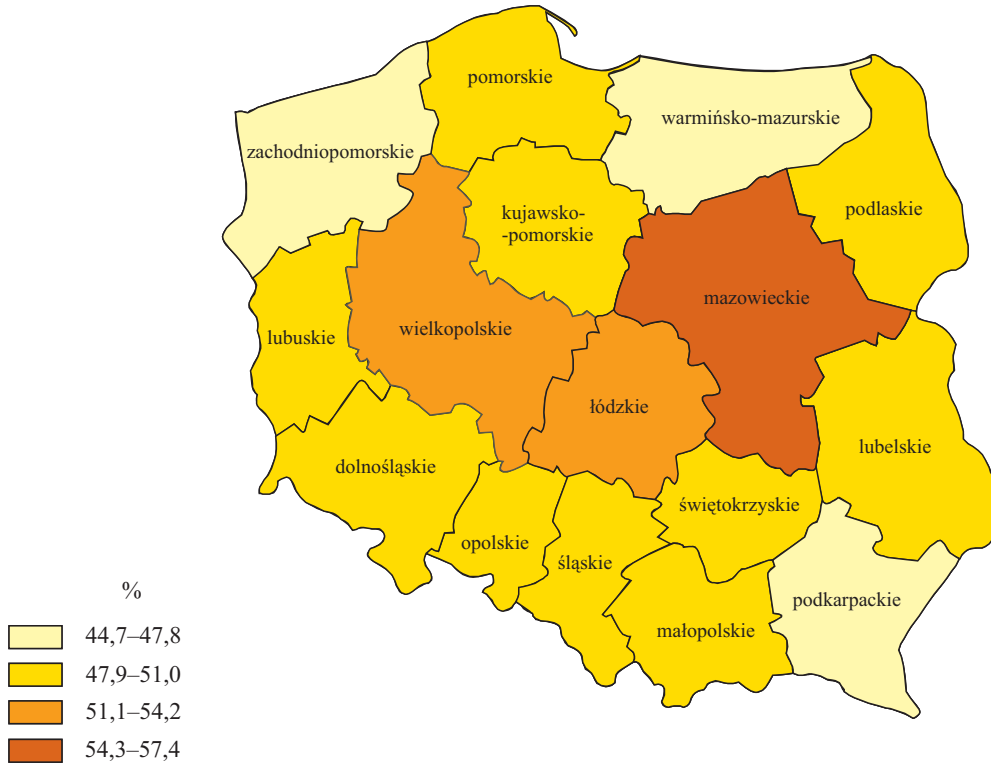 pomorskie
warmińsko-mazurskie
zachodniopomorskie
podlaskie
kujawsko-
-pomorskie
mazowieckie
wielkopolskie
lubuskie
łódzkie
lubelskie
dolnośląskie
świętokrzyskie
opolskie
śląskie
podkarpackie
małopolskie
%
44,7–47,8
47,9–51,0
51,1–54,2
54,3–57,4